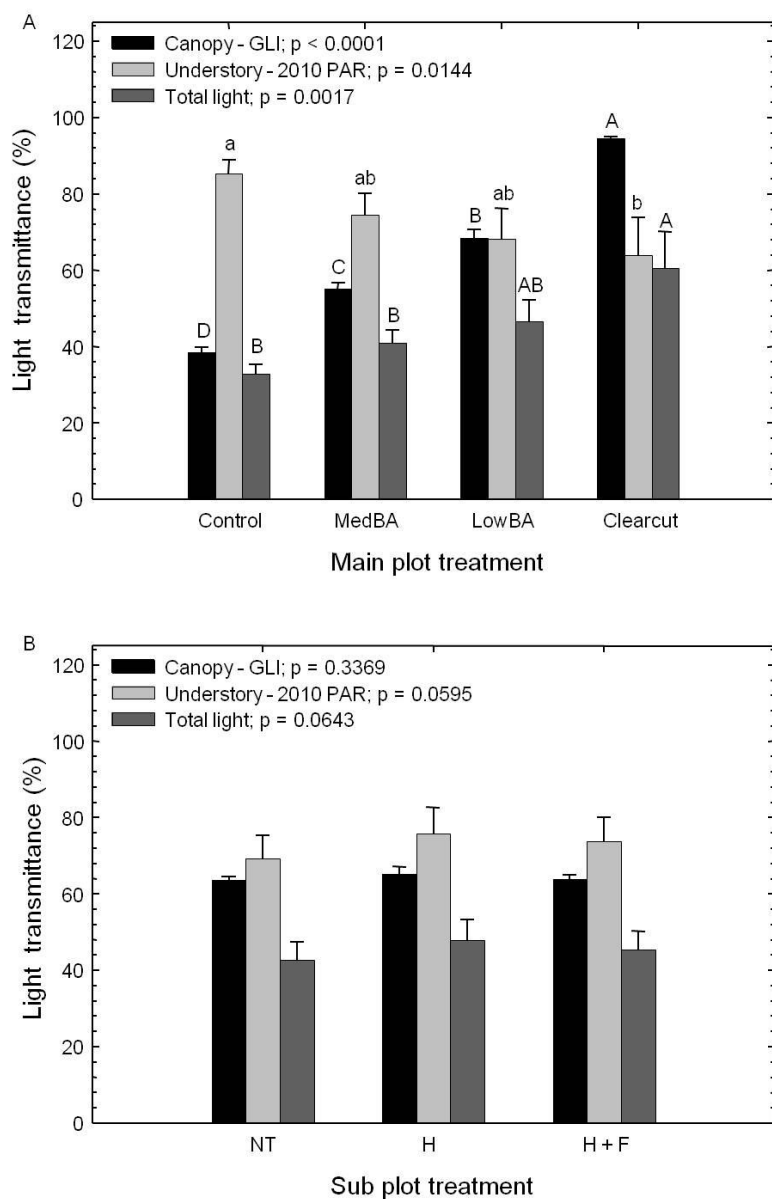 A
120
100
80
60
40
20
0
Light transmittance (%)
Canopy - GLI; p < 0.0001
Understory - 2010 PAR; p = 0.0144
Total light; p = 0.0017
D
a
B
C
ab
B
B
ab
AB
A
b
A
Control MedBA LowBA Clearcut
Main plot treatment
B
120
100
80
60
40
20
0
Light transmittance (%)
Canopy - GLI; p = 0.3369
Understory - 2010 PAR; p = 0.0595
Total light; p = 0.0643
NT H H + F
Sub plot treatment